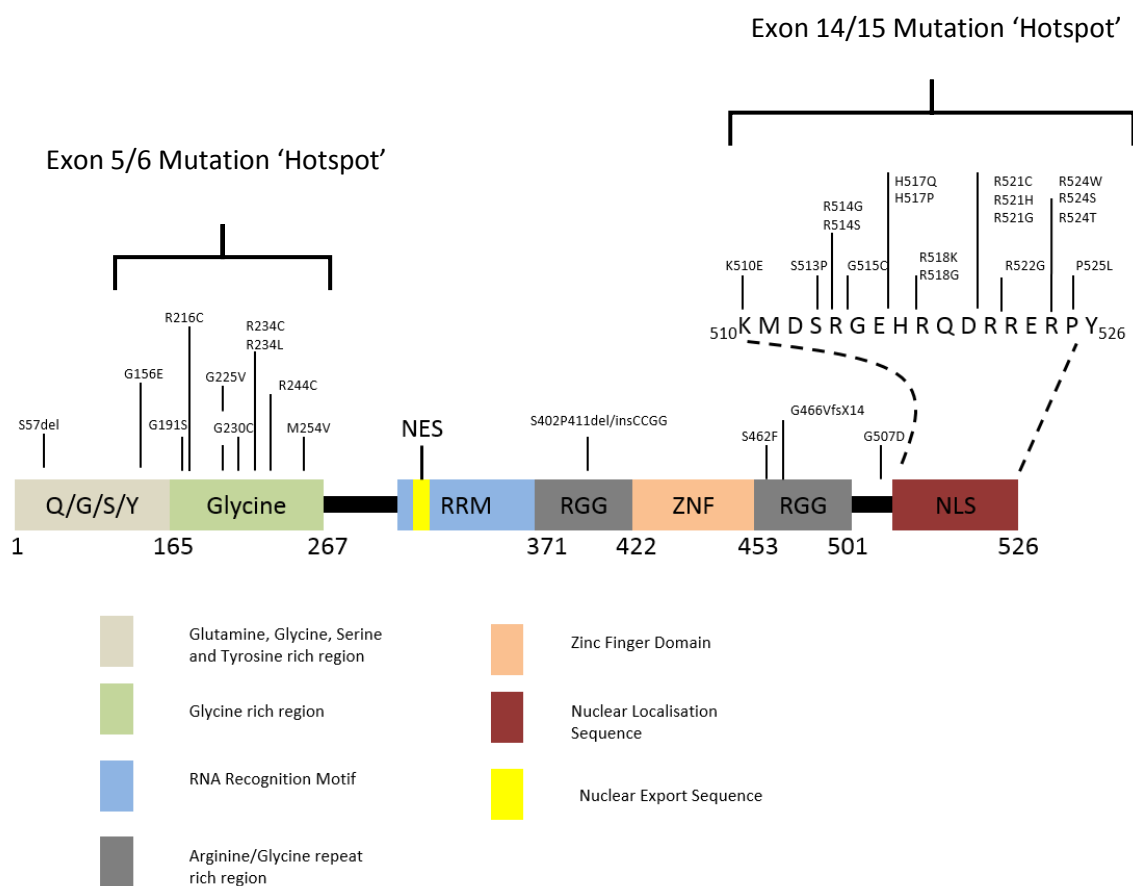 Exon 14/15 Mutation ‘Hotspot’
Exon 5/6 Mutation ‘Hotspot’
H517Q
H517P
R521C
R521H
R521G
R524W
R524S
R524T
R514G
R514S
K510E
S513P
G515C
R518K
R518G
R522G
P525L
510 K M D S R G E H R Q D R R E R P Y 526
R216C
R234C
R234L
G156E
G225V
R244C
S57del
G191S
G230C
M254V
NES
S402P411del/insCCGG
G466VfsX14
S462F
G507D
Q/G/S/Y
Glycine
RRM
RGG
ZNF
RGG
NLS
1
165
267
371
422
453
501
526
Glutamine, Glycine, Serine
and Tyrosine rich region
Glycine rich region
RNA Recognition Motif
Arginine/Glycine repeat
rich region
Zinc Finger Domain
Nuclear Localisation
Sequence
Nuclear Export Sequence